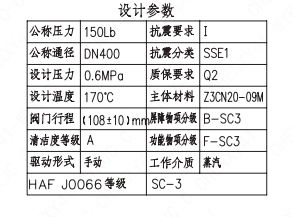 设计参数
公称压力 150Lb 抗震要求 I
公称通径 DN400 抗震分类 SSE1
设计压力 0.6MPa 质保要求 Q2
设计温度 170℃ 主体材料 Z3CN20-09M
阀门行程 (108±10)mm 屏障物项分级 B-SC3
清洁度等级 A 功能物项分级 F-SC3
驱动形式 手动 工作介质 蒸汽
HAF J0066等级 SC-3